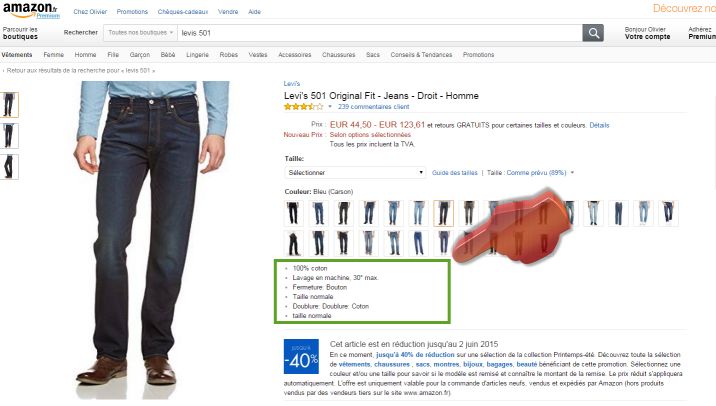 amazon.fr
Premium
Chez Olivier Promotions Chèques-cadeaux Vendre Aide
Découvrez no
Parcourir les
boutiques
Rechercher Toutes nos boutiques levis 501
Bonjour Olivier
Votre compte
Adhérez
Premium
Vêtements Femme Homme Fille Garçon Bébé Lingerie Robes Vestes Accessoires Chaussures Sacs Conseils & Tendances Promotions
‹ Retour aux résultats de la recherche pour « levis 501 »
Levi's
Levi's 501 Original Fit - Jeans - Droit - Homme
239 commentaires client
Prix : EUR 44,50 - EUR 123,61 et retours GRATUITS pour certaines tailles et couleurs. Détails
Nouveau Prix : Selon options sélectionnées
Tous les prix incluent la TVA.
Taille:
Sélectionner Guide des tailles | Taille : Comme prévu (89%)
Couleur: Bleu (Carson)
100% coton
Lavage en machine, 30° max.
Fermeture: Bouton
Taille normale
Doublure: Doublure: Coton
taille normale
JUSQU'À
-40%
Cet article est en réduction jusqu'au 2 juin 2015
En ce moment, jusqu'à 40% de réduction sur une sélection de la collection Printemps-été. Découvrez toute la sélection
de vêtements, chaussures , sacs, montres, bijoux, bagages, beauté bénéficiant de cette promotion. Sélectionnez une
couleur et/ou une taille pour savoir si le modèle est remisé et connaître le montant de la remise. Le prix réduit s'appliquera
automatiquement. L'offre est uniquement valable pour la commande d'articles neufs, vendus et expédiés par Amazon (hors produits
vendus par des vendeurs tiers sur le site www.amazon.fr).